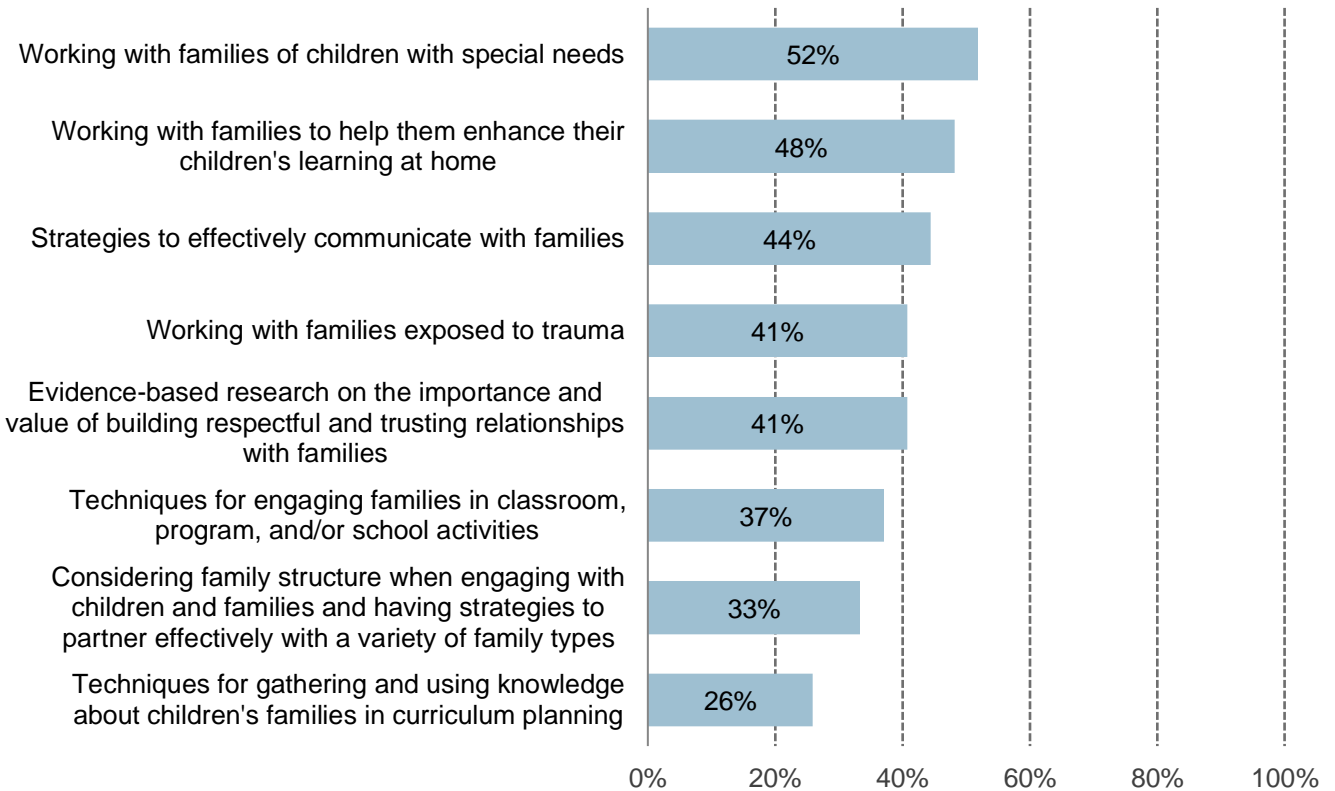 Working with families of children with special needs
52%
Working with families to help them enhance their
children's learning at home
48%
Strategies to effectively communicate with families
44%
Working with families exposed to trauma
41%
Evidence-based research on the importance and
value of building respectful and trusting relationships
with families
41%
Techniques for engaging families in classroom,
program, and/or school activities
37%
Considering family structure when engaging with
children and families and having strategies to
partner effectively with a variety of family types
33%
Techniques for gathering and using knowledge
about children's families in curriculum planning
26%
0% 20% 40% 60% 80% 100%